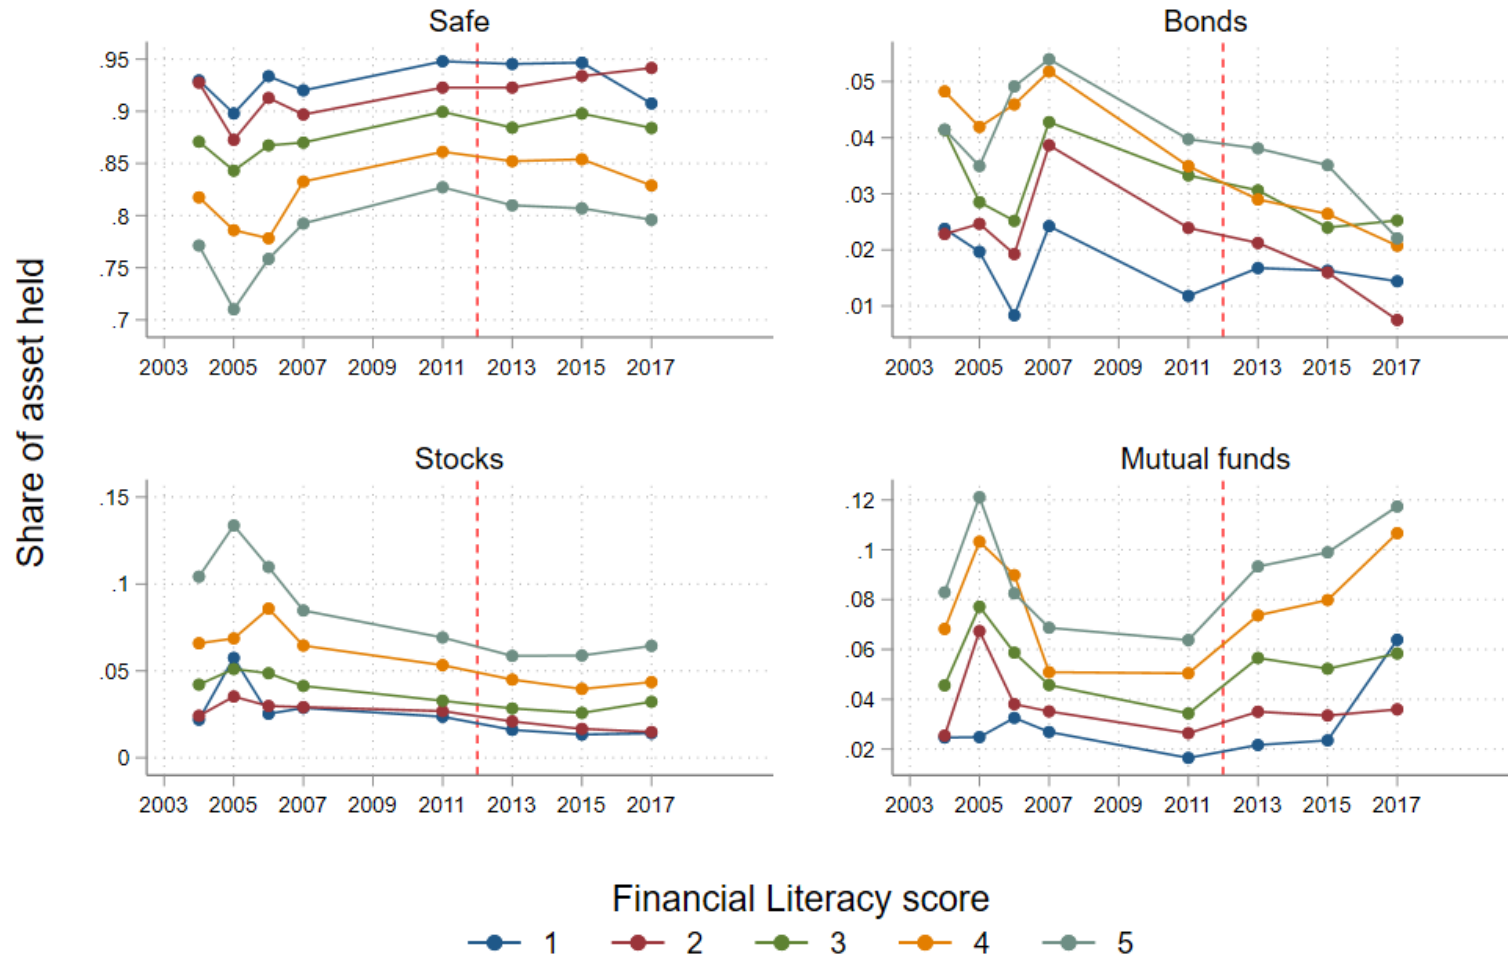 Share of asset held
Safe
.95
.9
.85
.8
.75
.7
2003 2005 2007 2009 2011 2013 2015 2017
Bonds
.05
.04
.03
.02
.01
2003 2005 2007 2009 2011 2013 2015 2017
Stocks
.15
.1
.05
0
2003 2005 2007 2009 2011 2013 2015 2017
Mutual funds
.12
.1
.08
.06
.04
.02
2003 2005 2007 2009 2011 2013 2015 2017
Financial Literacy score
1 2 3 4 5